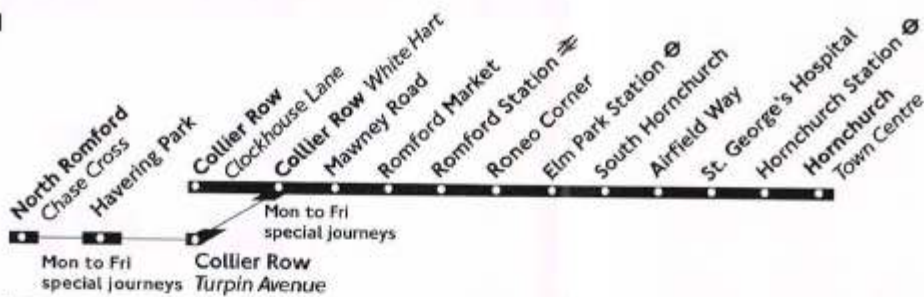 North Romford
Chase Cross
Havering Park
Collier Row
Clockhouse Lane
Collier Row White Hart
Mawney Road
Romford Market
Romford Station
Roneo Corner
Elm Park Station
South Hornchurch
Airfield Way
St. George's Hospital
Hornchurch Station
Hornchurch
Town Centre
Mon to Fri
special journeys
Mon to Fri
special journeys
Collier Row
Turpin Avenue